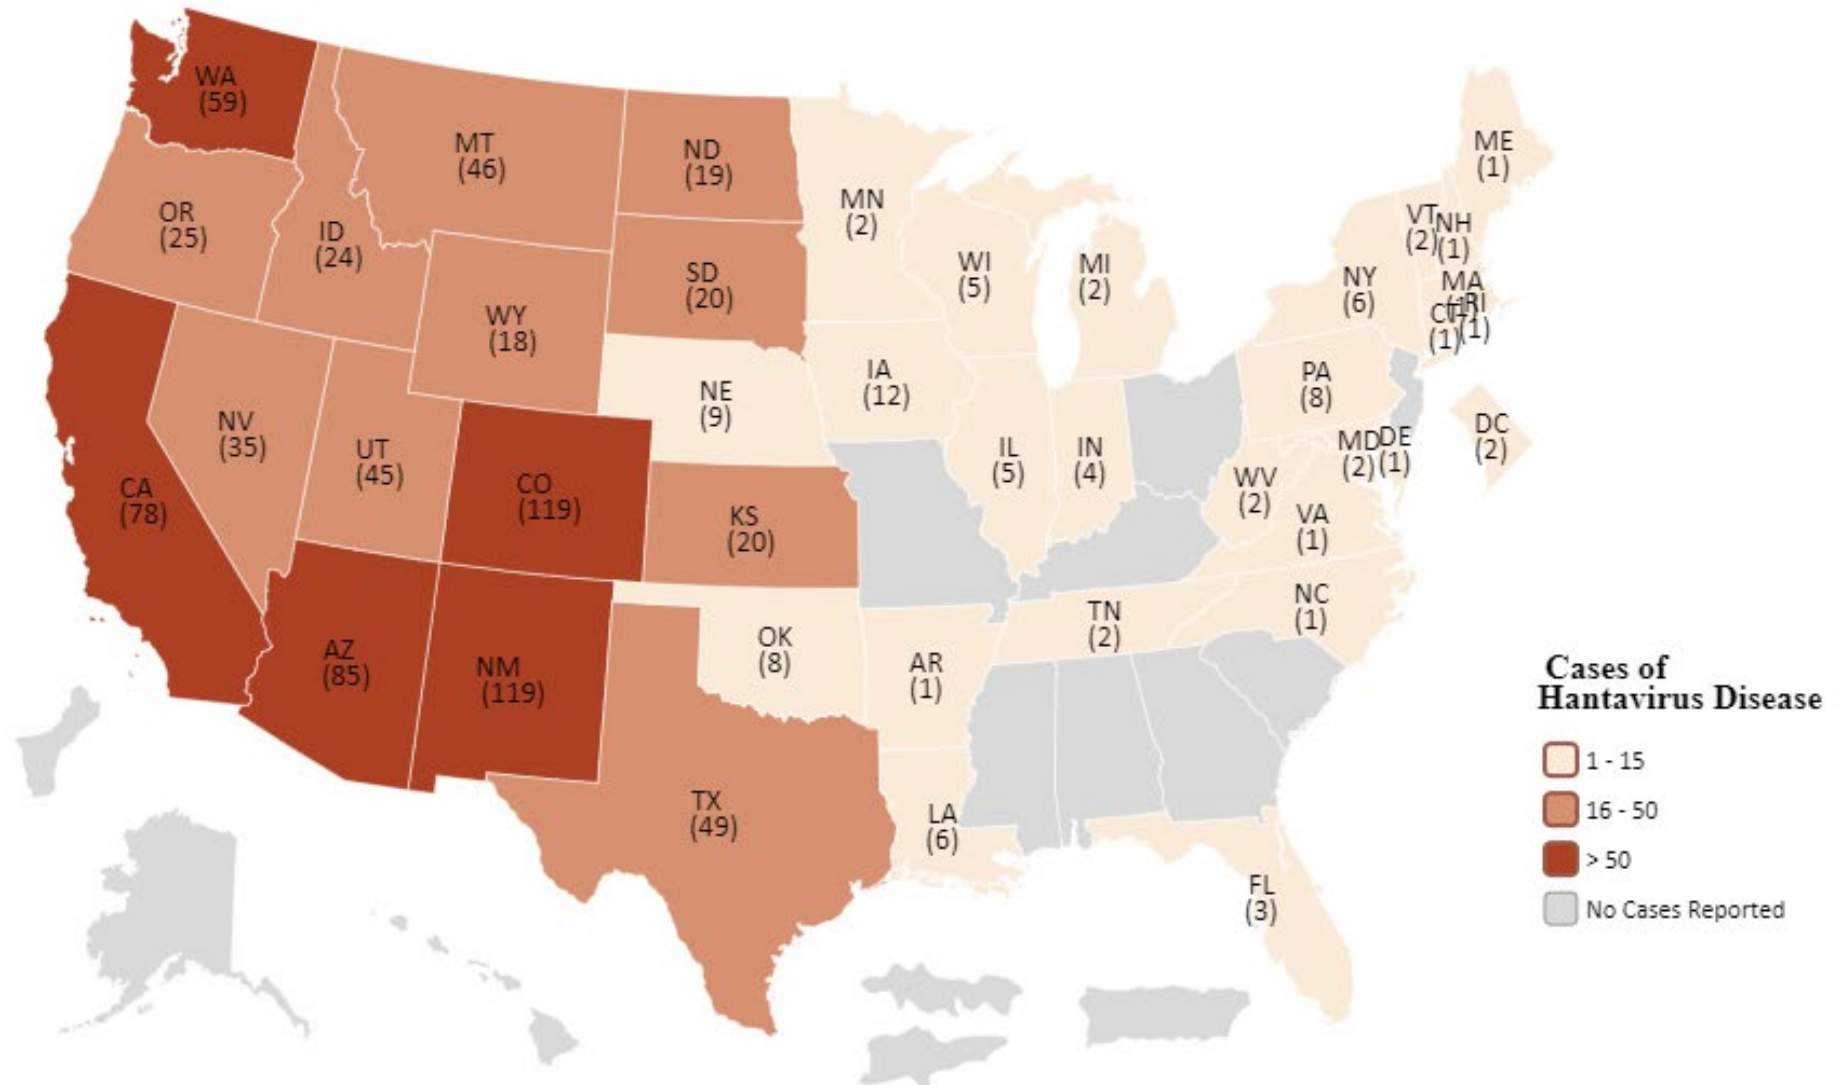 WA
(59)
MT
(46)
ND
(19)
OR
(25)
ID
(24)
MN
(2)
ME
(1)
VT
(2)
NH
(1)
WI
(5)
MI
(2)
NY
(6)
MA
RI
(1)
CT
(1)
SD
(20)
WY
(18)
NE
(9)
IA
(12)
PA
(8)
NV
(35)
UT
(45)
CO
(119)
CA
(78)
KS
(20)
IL
(5)
IN
(4)
WV
(2)
MD
(2)
DE
(1)
DC
(2)
VA
(1)
AZ
(85)
NM
(119)
OK
(8)
AR
(1)
TN
(2)
NC
(1)
TX
(49)
LA
(6)
FL
(3)
Cases of
Hantavirus Disease
1 - 15
16 - 50
> 50
No Cases Reported